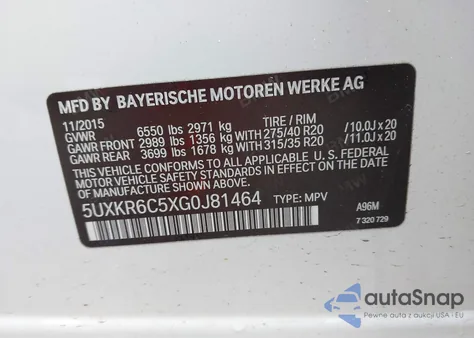 MFD BY BAYERISCHE MOTOREN WERKE AG
11/2015 TIRE / RIM
GVWR 6550 lbs 2971 kg
GAWR FRONT 2989 lbs 1356 kg W/275/40 R20 /10.0J x 20
GAWR REAR 3699 lbs 1678 kg W/315/35 R20 /11.0J x 20
THIS VEHICLE CONFORMS TO ALL APPLICABLE U.S. FEDERAL
MOTOR VEHICLE SAFETY STANDARDS IN EFFECT ON THE
DATE OF MANUFACTURE SHOWN ABOVE.
5UXKR6C5XG0J81464 TYPE: MPV
A96M
7 320 729
autoSnap
Pewne auta z aukcji USA i EU